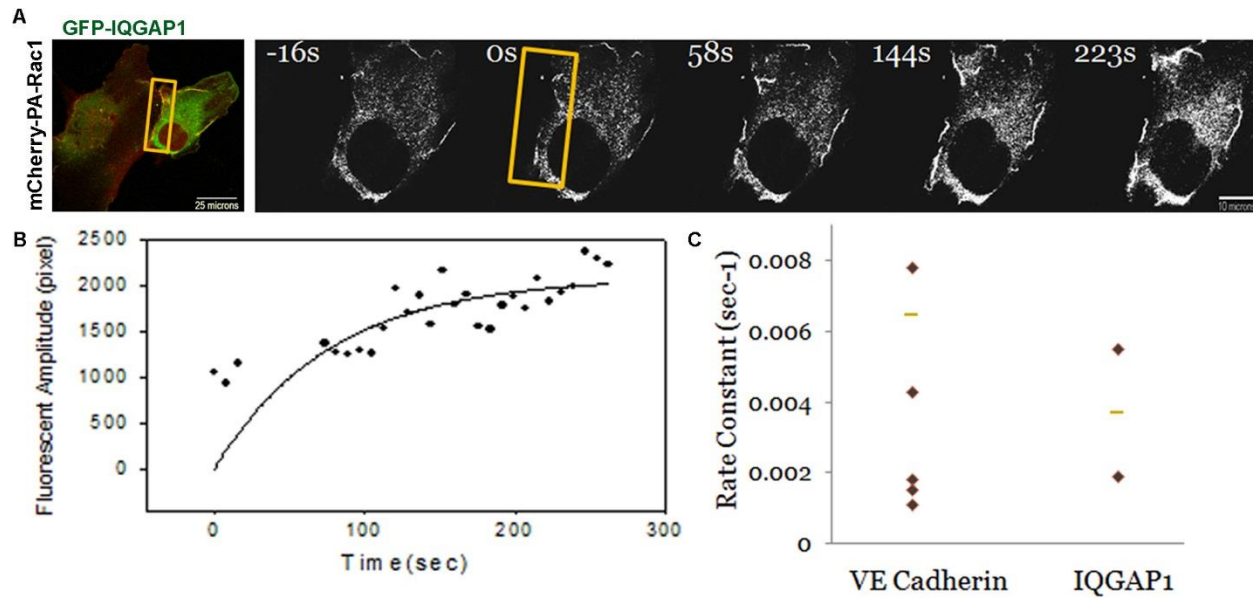 A
GFP-IQGAP1
mCherry-PA-Rac1
25 microns
-16s
0s
58s
144s
223s
10 microns
B
Fluorescent Amplitude (pixel)
2500
2000
1500
1000
500
0
0
100
200
300
Time (sec)
C
Rate Constant (sec-1)
0.008
0.006
0.004
0.002
0
VE Cadherin
IQGAP1